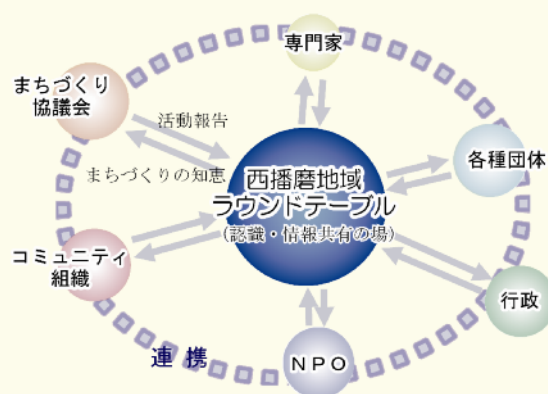 専門家
まちづくり
協議会
活動報告
各種団体
まちづくりの知恵
西播磨地域
ラウンドテーブル
(認識・情報共有の場)
コミュニティ
組織
行政
連携
NPO